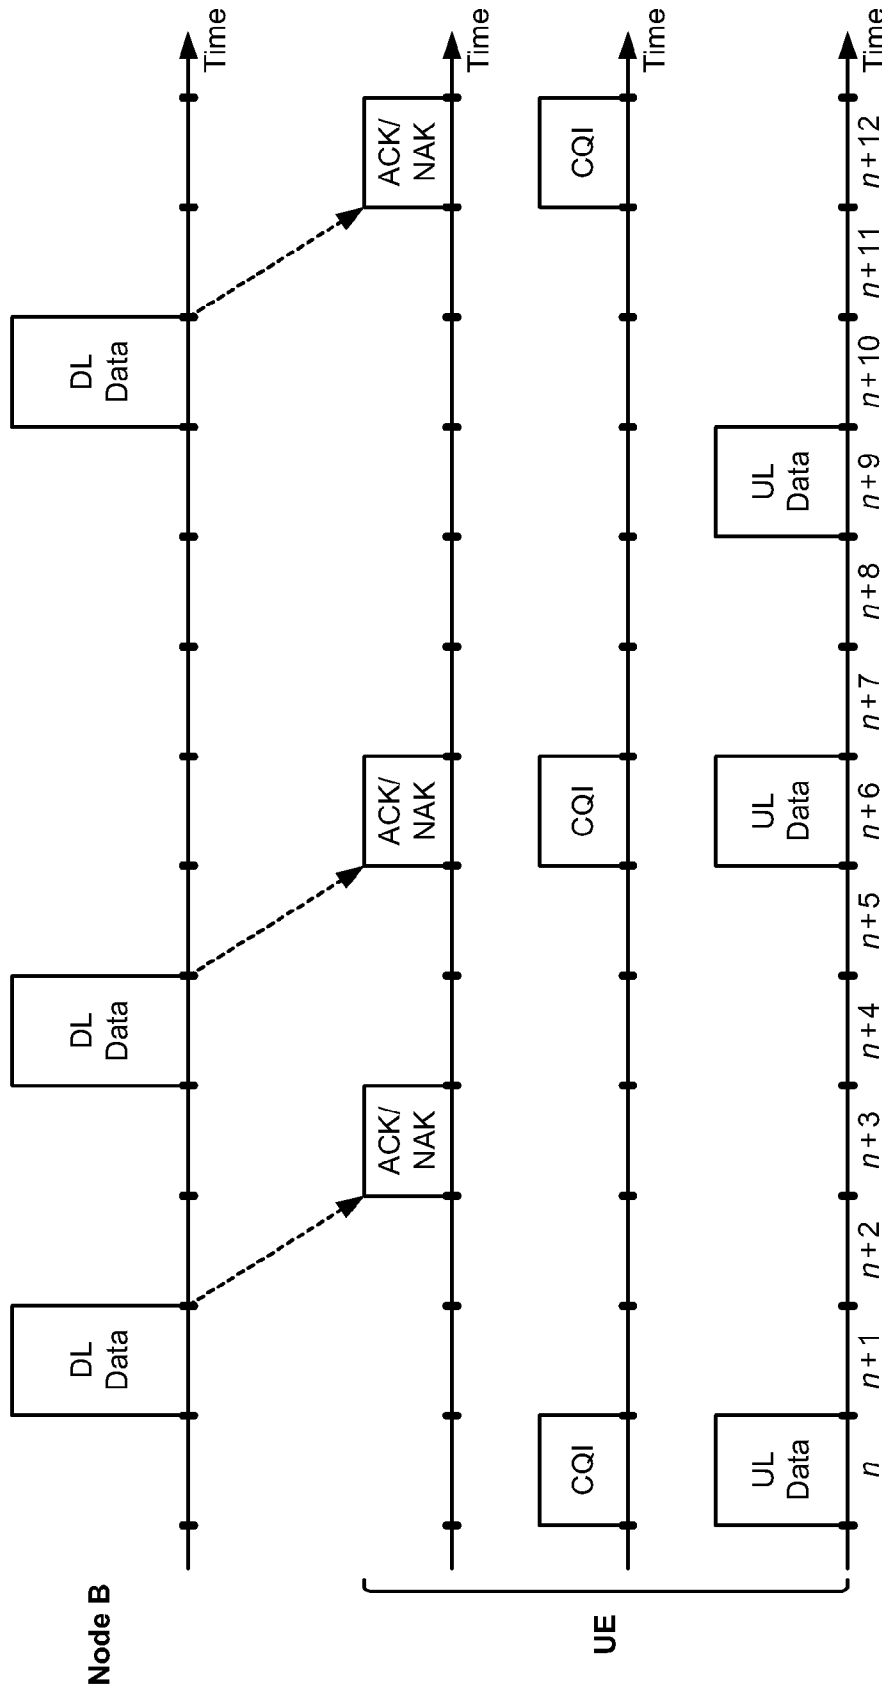 Node B
DL
Data
DL
Data
DL
Data
Time
UE
ACK/
NAK
ACK/
NAK
ACK/
NAK
Time
CQI
CQI
CQI
Time
UL
Data
UL
Data
UL
Data
Time
n
n+1
n+2
n+3
n+4
n+5
n+6
n+7
n+8
n+9
n+10
n+11
n+12